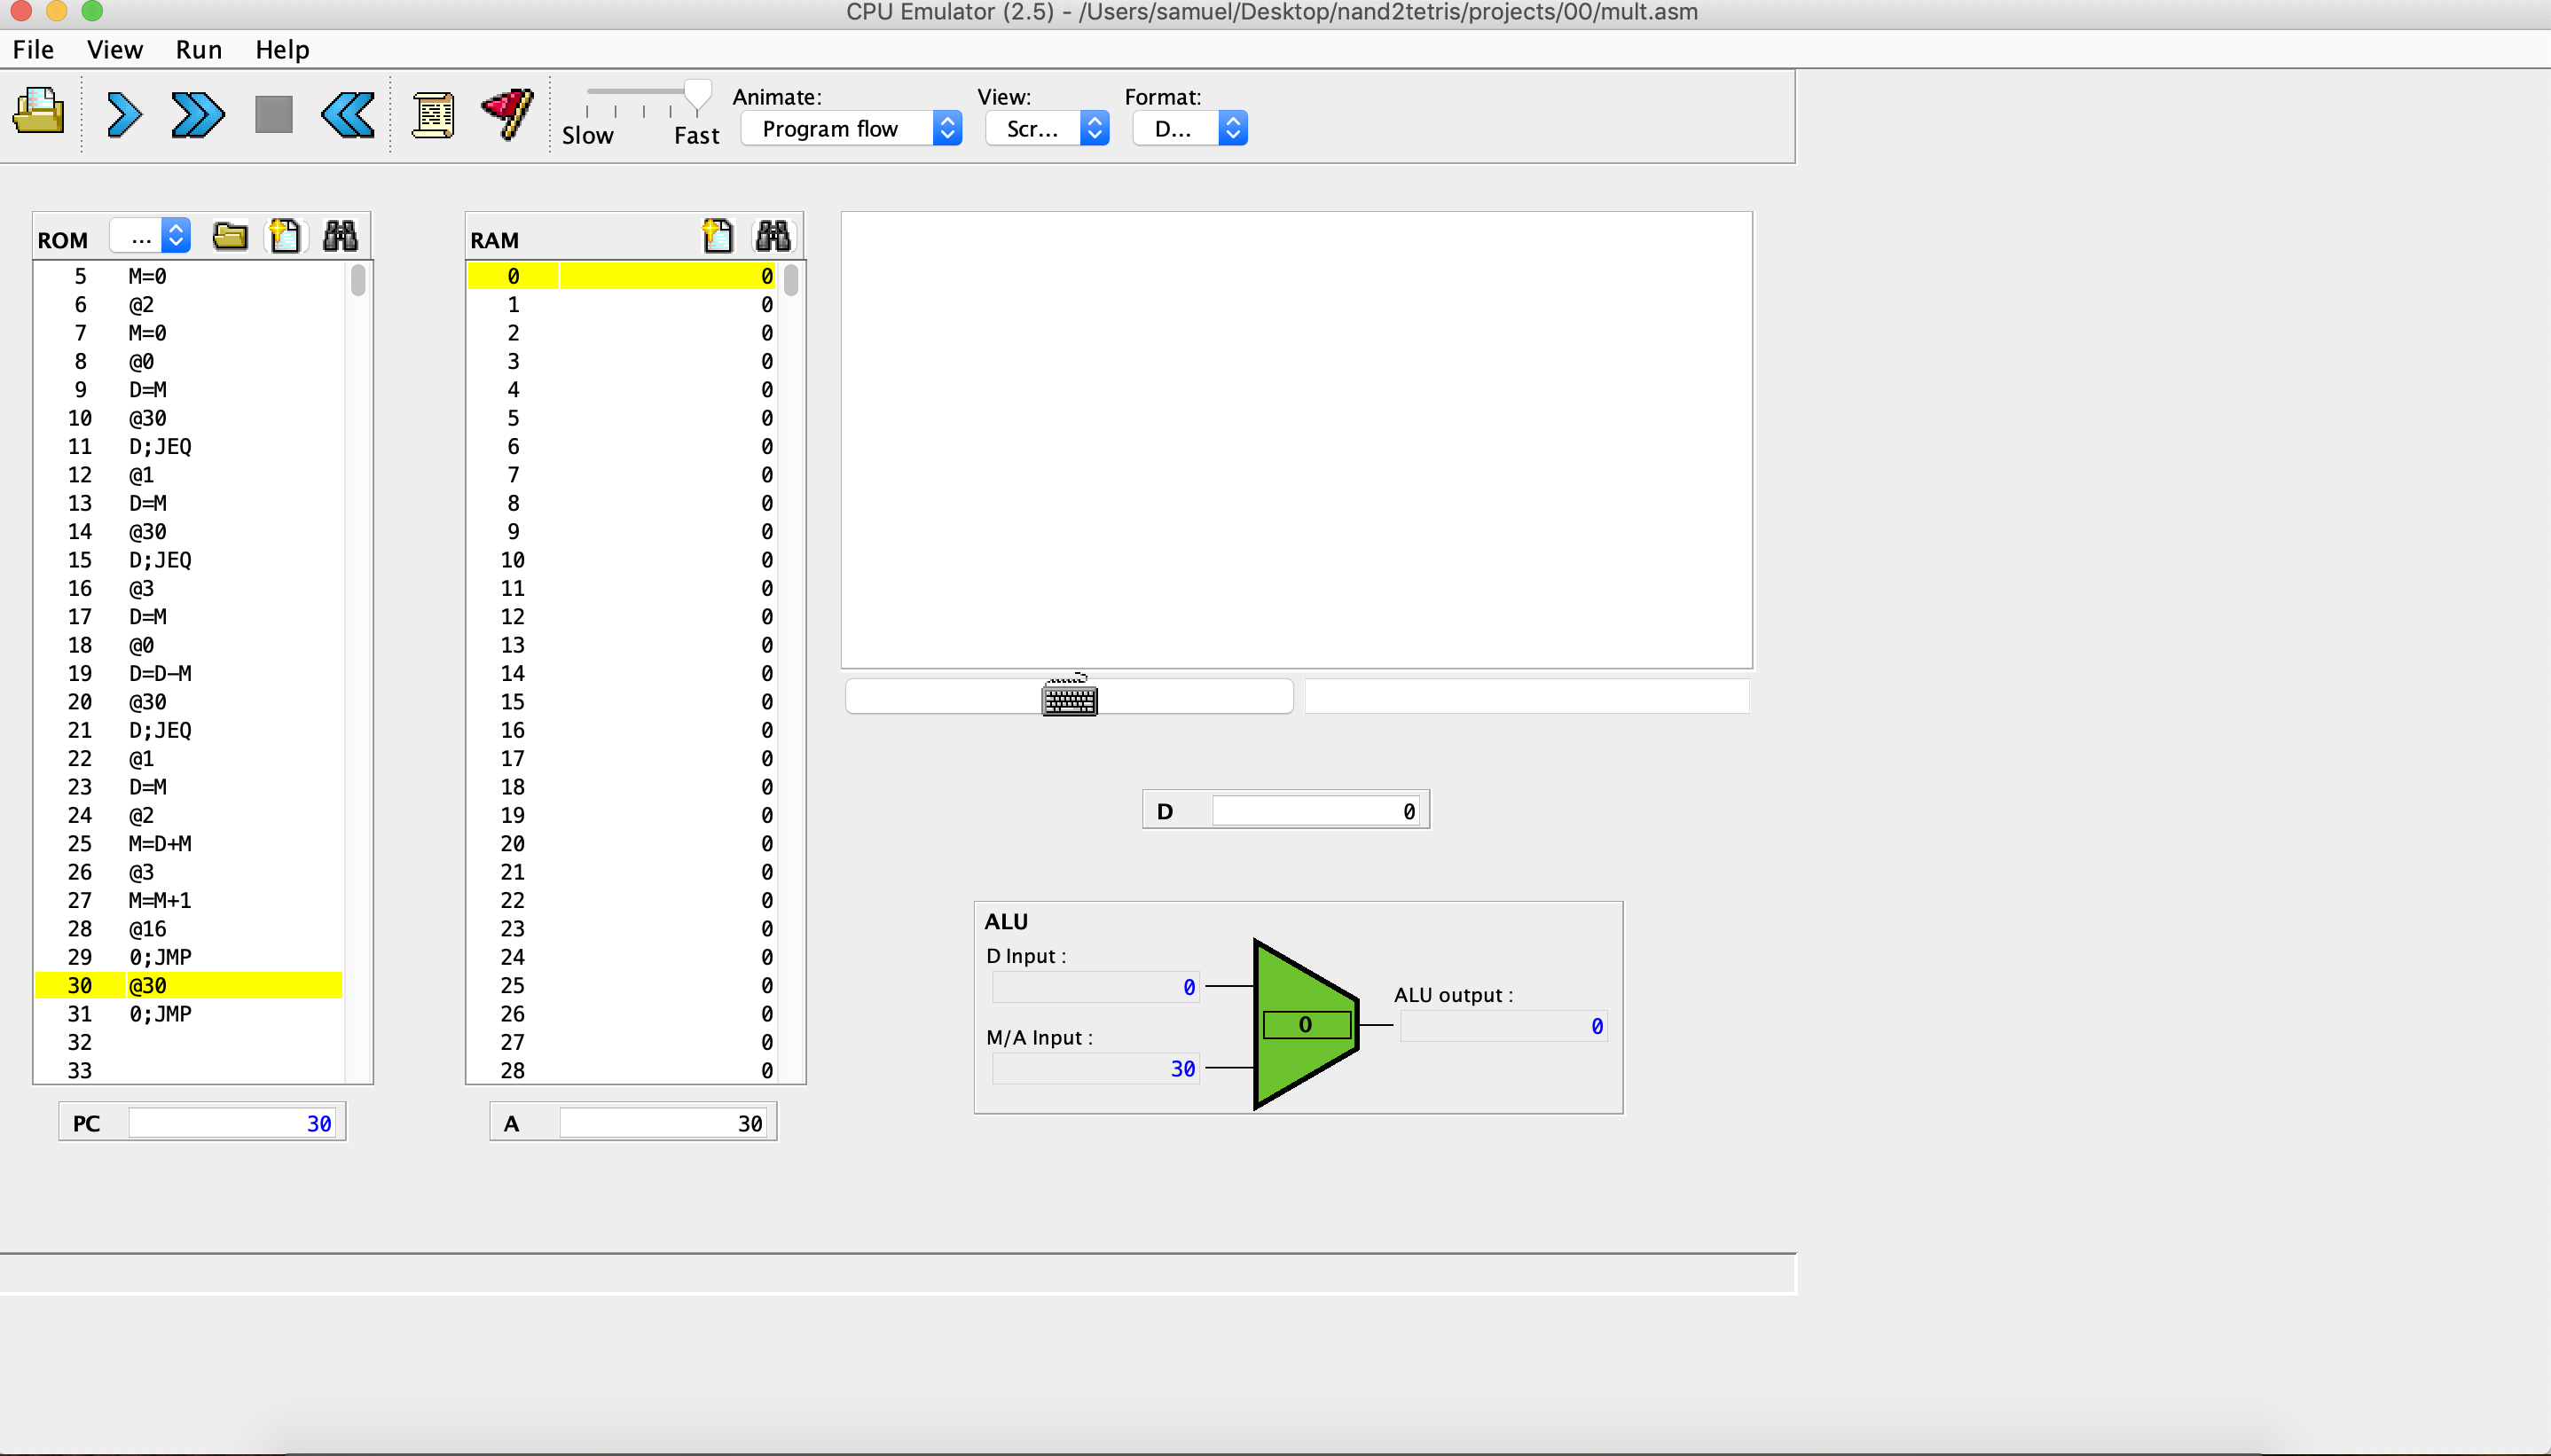 CPU Emulator (2.5) - /Users/samuel/Desktop/nand2tetris/projects/00/mult.asm
File View Run Help
Slow Fast
Animate:
Program flow
View:
Scr...
Format:
D...
ROM ...
5 M=0
6 @2
7 M=0
8 @0
9 D=M
10 @30
11 D;JEQ
12 @1
13 D=M
14 @30
15 D;JEQ
16 @3
17 D=M
18 @0
19 D=D-M
20 @30
21 D;JEQ
22 @1
23 D=M
24 @2
25 M=D+M
26 @3
27 M=M+1
28 @16
29 0;JMP
30 @30
31 0;JMP
32
33
PC 30
RAM
0 0
1 0
2 0
3 0
4 0
5 0
6 0
7 0
8 0
9 0
10 0
11 0
12 0
13 0
14 0
15 0
16 0
17 0
18 0
19 0
20 0
21 0
22 0
23 0
24 0
25 0
26 0
27 0
28 0
A 30
D 0
ALU
D Input :
0
M/A Input :
30
0
ALU output :
0